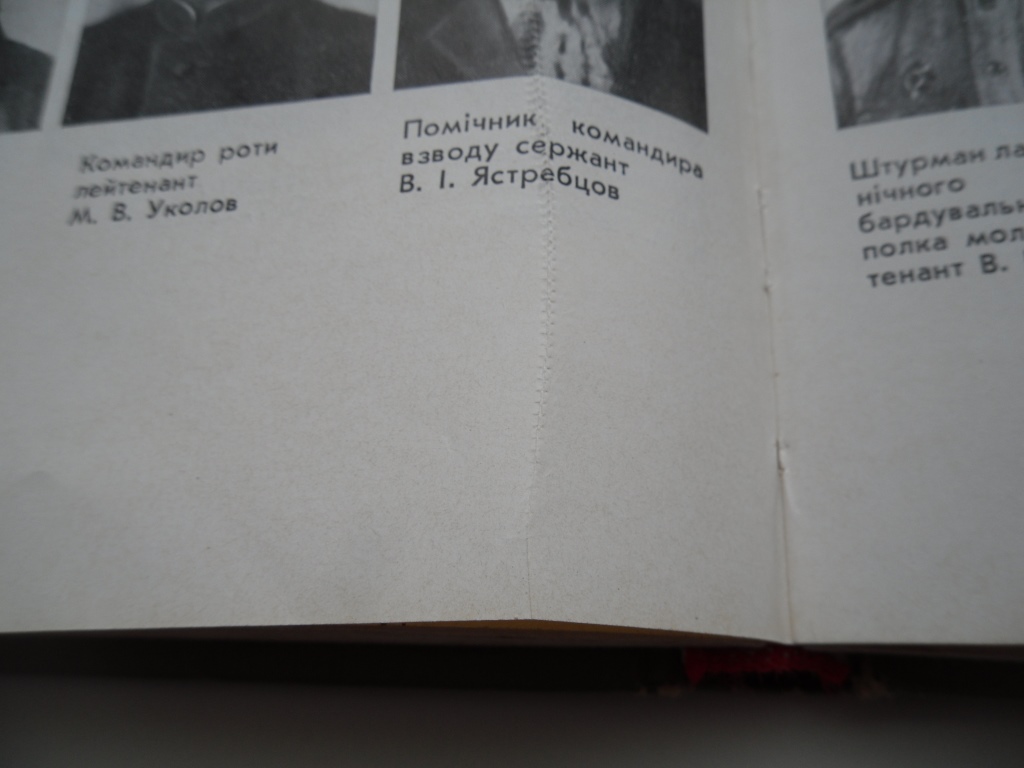 Командир роти
лейтенант
М. В. Уколов
Помічник командира
взводу сержант
В. І. Ястребцов
Штурман
нічного
полка
тенант В.